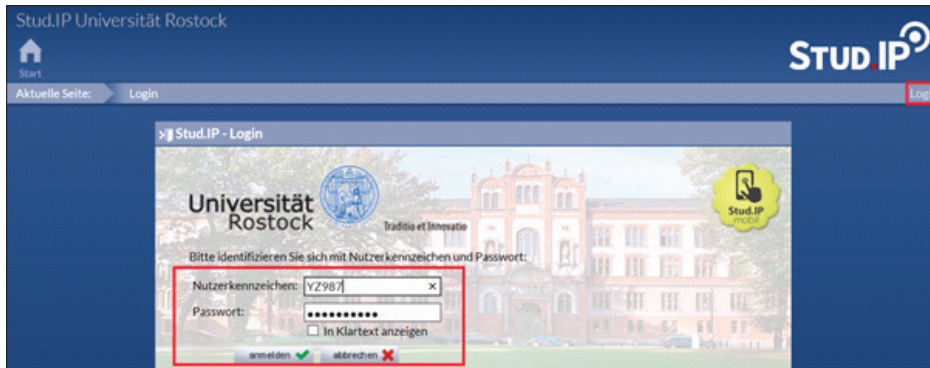 Stud.IP Universität Rostock
Start
STUD.IP
Aktuelle Seite: Login
Logi
Stud.IP - Login
Universität
Rostock
Traditio et Innovatio
Stud.IP
mobil
Bitte identifizieren Sie sich mit Nutzerkennzeichen und Passwort:
Nutzerkennzeichen: YZ987
Passwort: ●●●●●●●●●●
In Klartext anzeigen
anmelden abbrechen